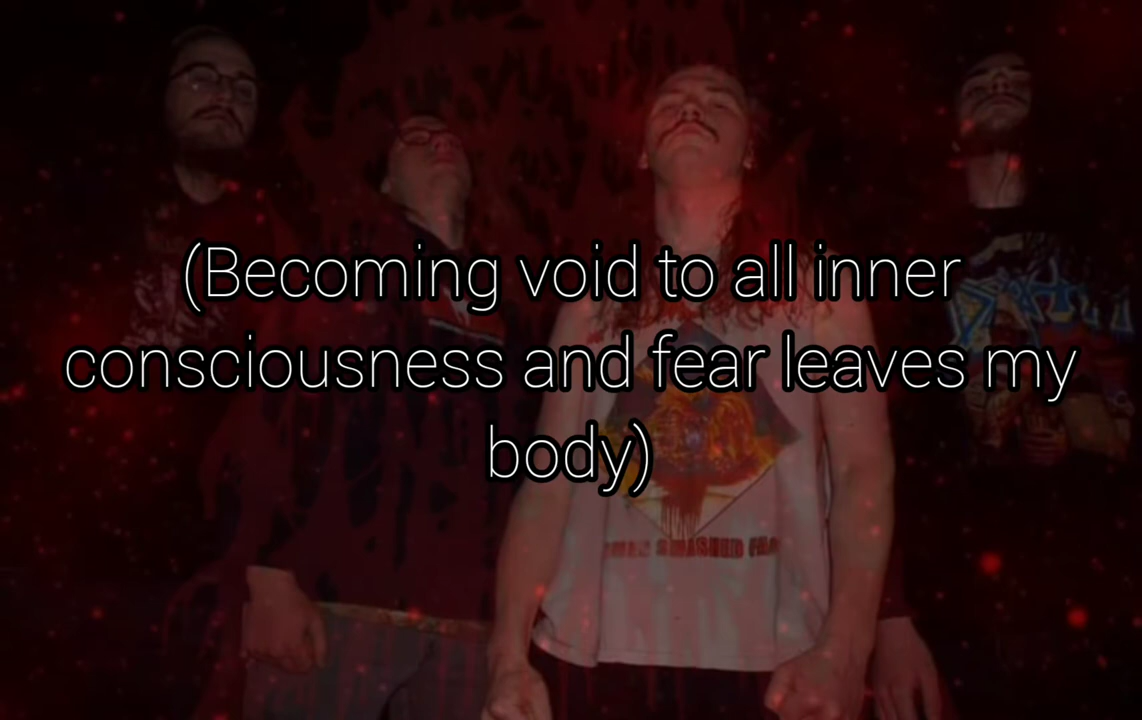 (Becoming void to all inner
consciousness and fear leaves my
body)